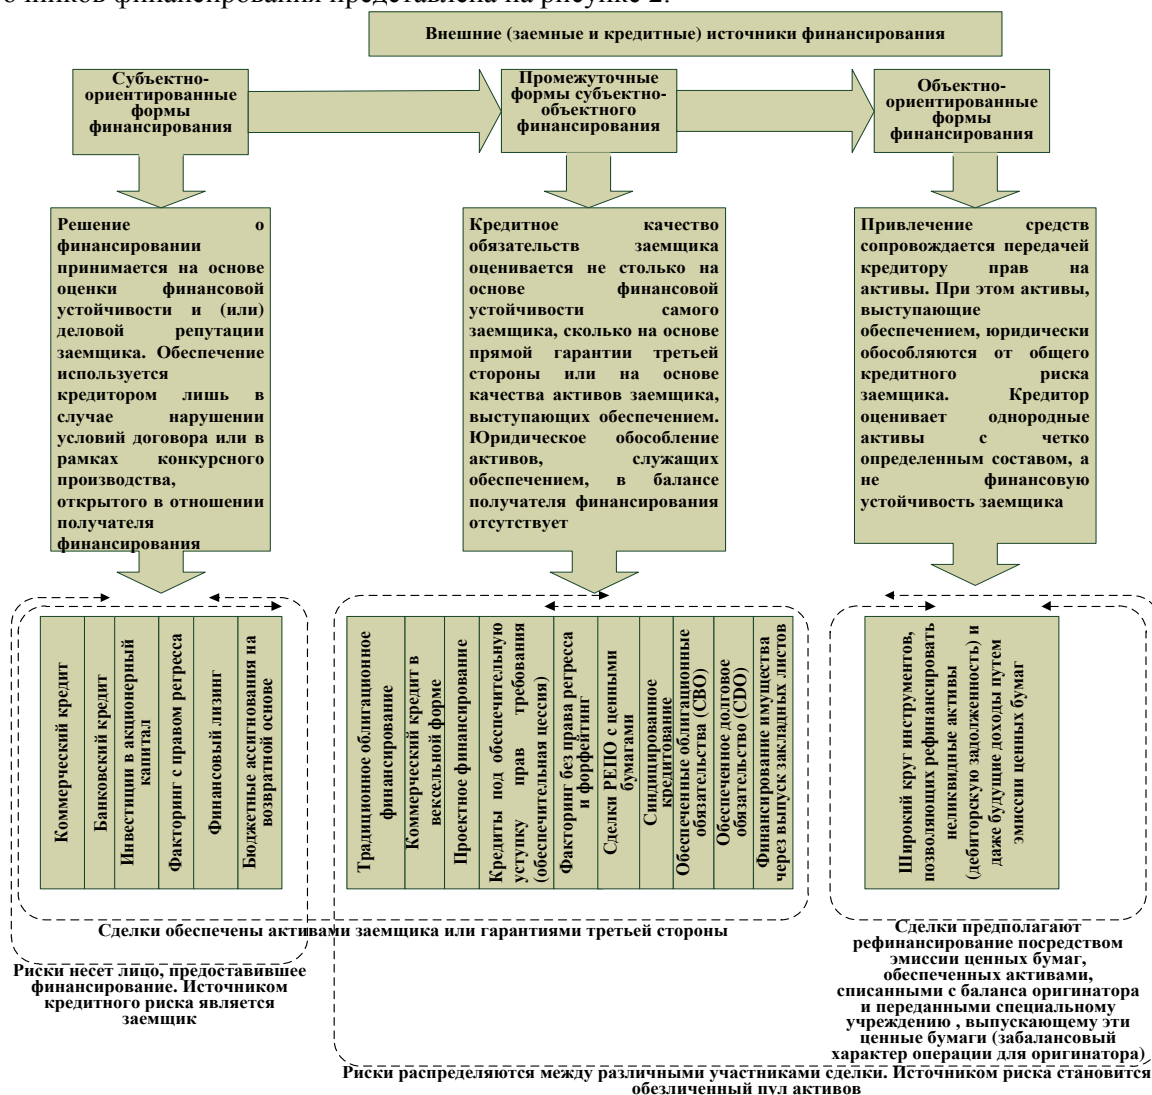 очников финансирования представлена на рисунке 2.
Внешние (заемные и кредитные) источники финансирования
Субъектно-
ориентированные
формы
финансирования
Промежуточные
формы субъектно-
объектного
финансирования
Объектно-
ориентированные
формы
финансирования
Решение о
финансировании
принимается на основе
оценки финансовой
устойчивости и (или)
деловой репутации
заемщика. Обеспечение
используется
кредитором лишь в
случае нарушении
условий договора или в
рамках конкурсного
производства,
открытого в отношении
получателя
финансирования
Кредитное качество
обязательств заемщика
оценивается не столько на
основе финансовой
устойчивости самого
заемщика, сколько на основе
прямой гарантии третьей
стороны или на основе
качества активов заемщика,
выступающих обеспечением.
Юридическое обособление
активов, служащих
обеспечением, в балансе
получателя финансирования
отсутствует
Привлечение средств
сопровождается передачей
кредитору прав на
активы. При этом активы,
выступающие
обеспечением, юридически
обособляются от общего
кредитного риска
заемщика. Кредитор
оценивает однородные
активы с четко
определенным составом, а
не финансовую
устойчивость заемщика
Коммерческий кредит
Банковский кредит
Инвестиции в акционерный
капитал
Факторинг с правом регресса
Финансовый лизинг
Бюджетные ассигнования на
возвратной основе
Традиционное облигационное
финансирование
Коммерческий кредит в
вексельной форме
Проектное финансирование
Кредиты под обеспечительную
уступку прав требования
(обеспечительная цессия)
Факторинг без права регресса
и форфейтинг
Сделки РЕПО с ценными
бумагами
Синдицированное
кредитование
Обеспеченные облигационные
обязательства (CBO)
Обеспеченное долговое
обязательство (CDO)
Финансирование имущества
через выпуск закладных листов
Широкий круг инструментов,
позволяющих рефинансировать
неликвидные активы
(дебиторскую задолженность) и
даже будущие доходы путем
эмиссии ценных бумаг
Сделки обеспечены активами заемщика или гарантиями третьей стороны
Риски несет лицо, предоставившее
финансирование. Источником
кредитного риска является
заемщик
Сделки предполагают
рефинансирование посредством
эмиссии ценных бумаг,
обеспеченных активами,
списанными с баланса оригинатора
и переданными специальному
учреждению , выпускающему эти
ценные бумаги (забалансовый
характер операции для оригинатора)
Риски распределяются между различными участниками сделки. Источником риска становится
обезличенный пул активов